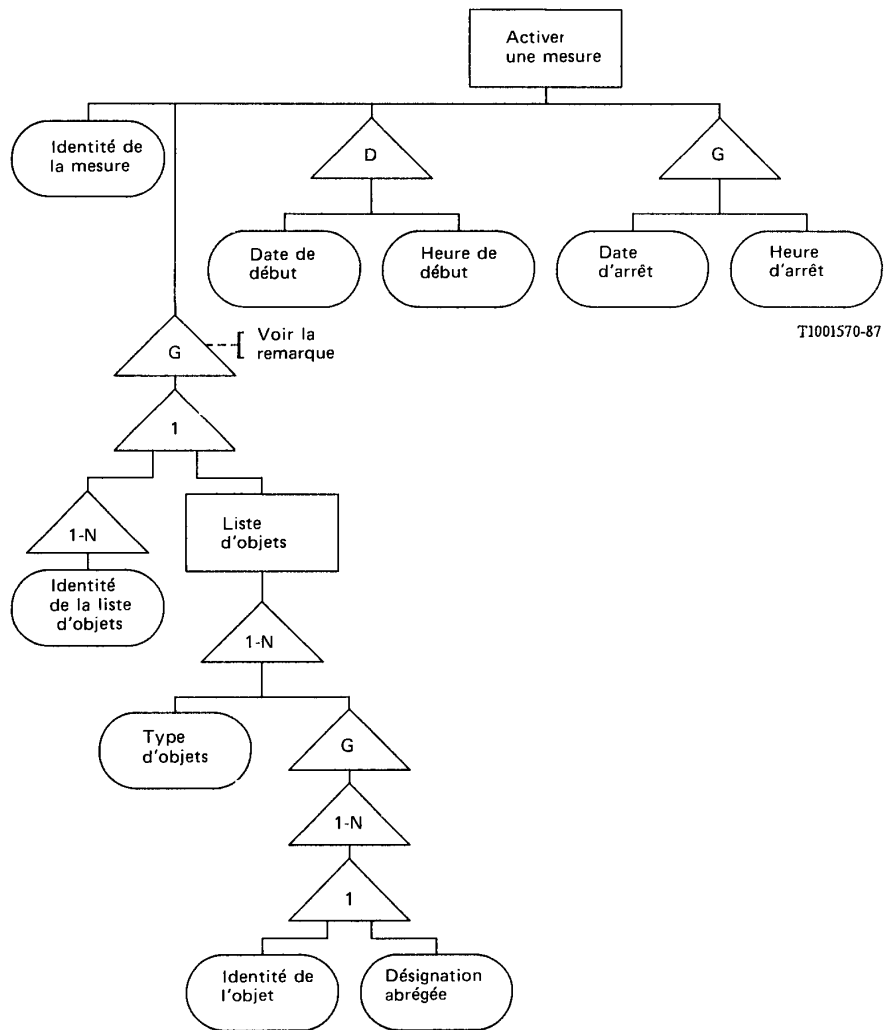 Activer
une mesure
Identité de
la mesure
D
G
Date de
début
Heure de
début
Date
d'arrêt
Heure
d'arrêt
T1001570-87
G
Voir la
remarque
1
1-N
Liste
d'objets
Identité
de la liste
d'objets
1-N
Type
d'objets
G
1-N
1
Identité de
l'objet
Désignation
abrégée